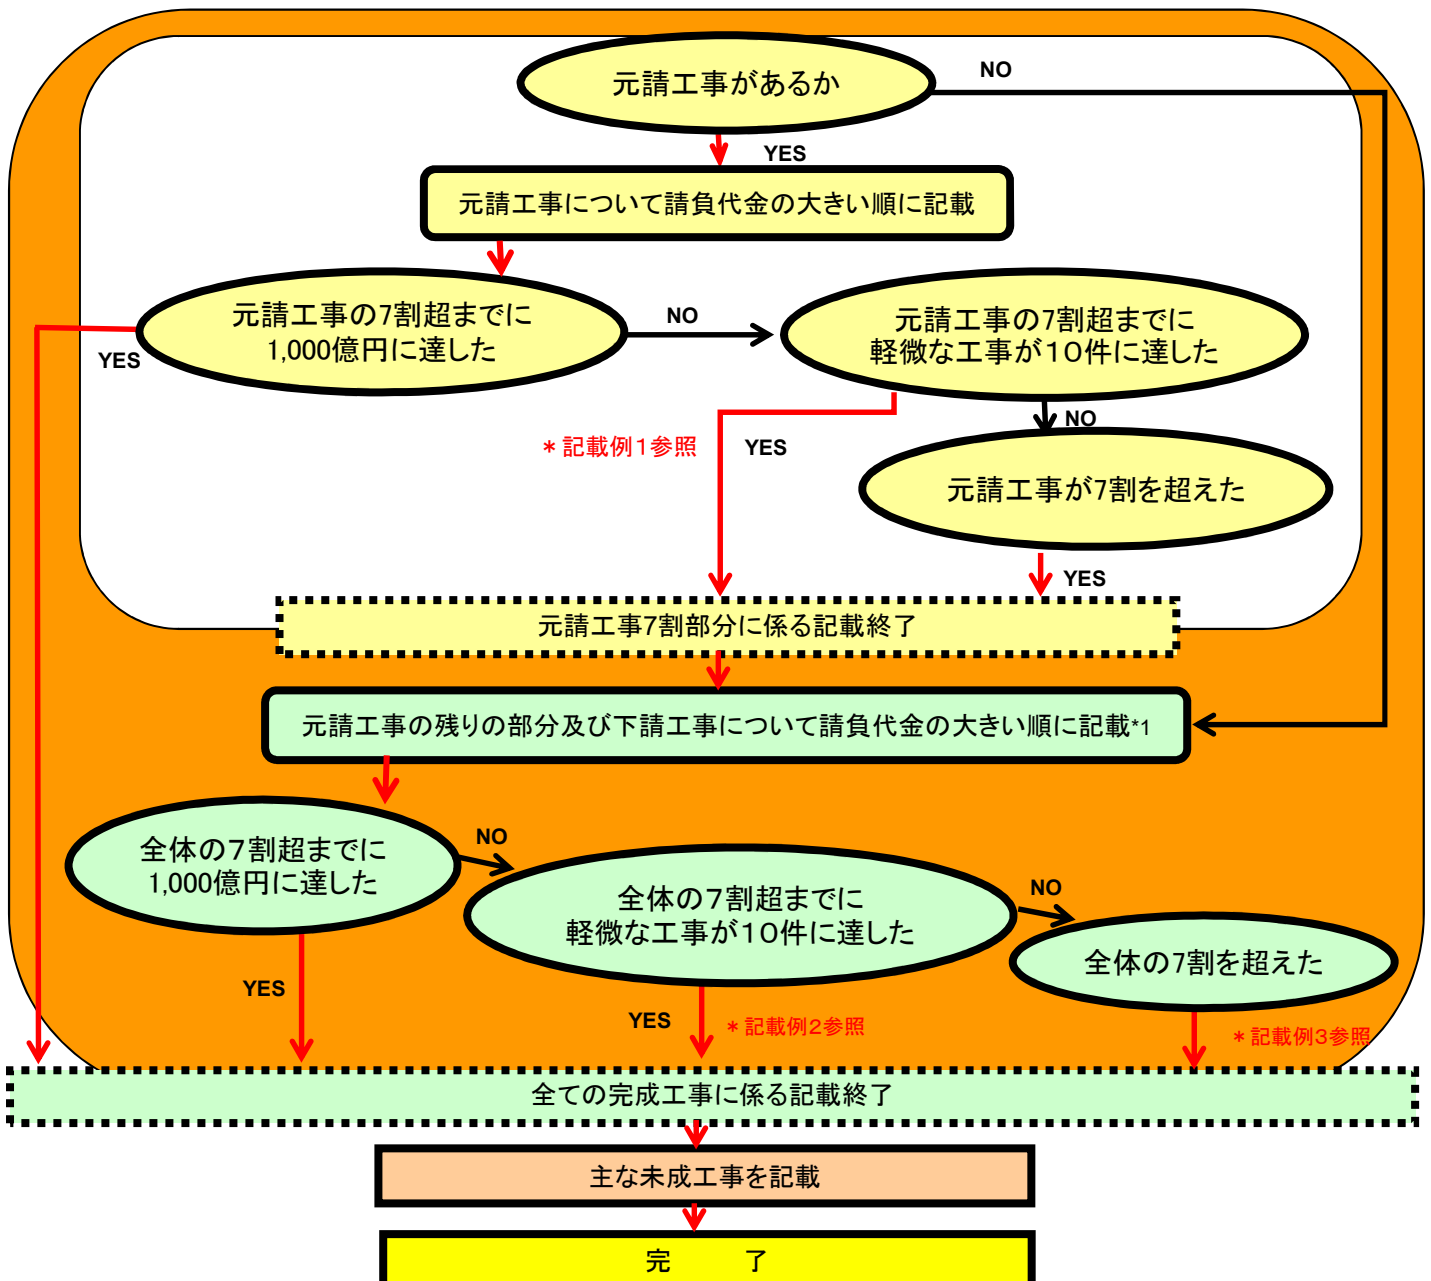 元請工事があるか
NO
YES
元請工事について請負代金の大きい順に記載
元請工事の7割超までに
1,000億円に達した
NO
YES
元請工事の7割超までに
軽微な工事が１０件に達した
NO
＊記載例１参照
YES
元請工事が7割を超えた
YES
元請工事7割部分に係る記載終了
元請工事の残りの部分及び下請工事について請負代金の大きい順に記載*1
全体の７割超までに
1,000億円に達した
NO
全体の７割超までに
軽微な工事が１０件に達した
NO
全体の7割を超えた
YES
YES
＊記載例２参照
＊記載例３参照
全ての完成工事に係る記載終了
主な未成工事を記載
完　　　了